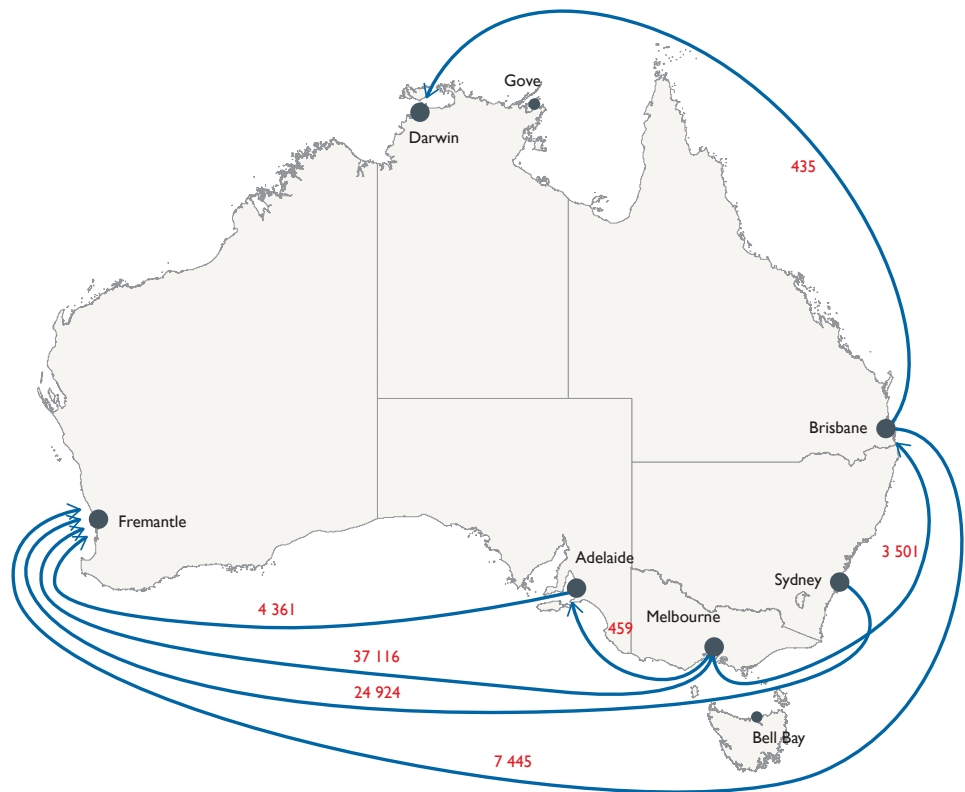 Gove
Darwin
435
Brisbane
Fremantle
3 501
Adelaide
Sydney
4 361
Melbourne
459
37 116
24 924
Bell Bay
7 445